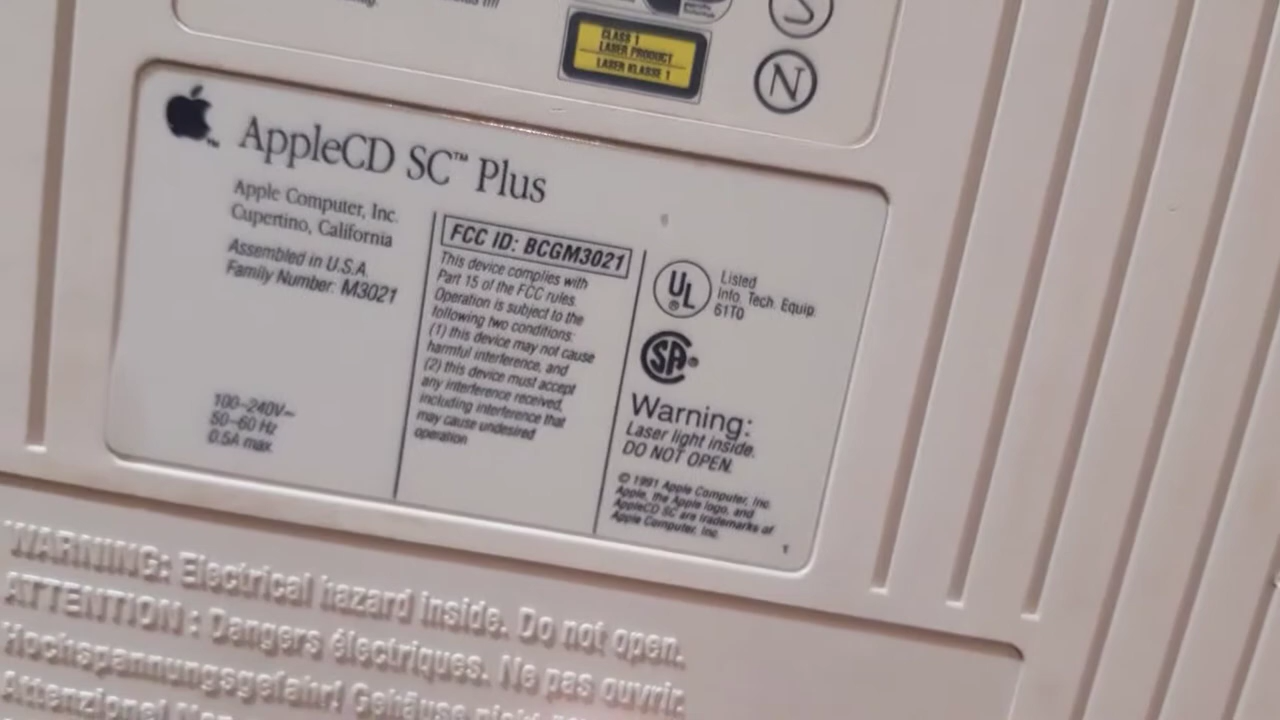 CLASS 1
LASER PRODUCT
LASER KLASSE 1
S
N
AppleCD SC™ Plus
Apple Computer, Inc.
Cupertino, California
Assembled in U.S.A.
Family Number: M3021
100–240V~
50–60 Hz
0.5A max.
FCC ID: BCGM3021
This device complies with
Part 15 of the FCC rules.
Operation is subject to the
following two conditions:
(1) this device may not cause
harmful interference, and
(2) this device must accept
any interference received,
including interference that
may cause undesired
operation
UL®
Listed
Info. Tech. Equip.
61T0
SA®
Warning:
Laser light inside.
DO NOT OPEN.
© 1991 Apple Computer, Inc.
Apple, the Apple logo, and
AppleCD SC are trademarks of
Apple Computer, Inc.
1
WARNING: Electrical hazard inside. Do not open.
ATTENTION : Dangers électriques. Ne pas ouvrir.
Hochspannungsgefahr! Gehäuse nicht
Attenzione!